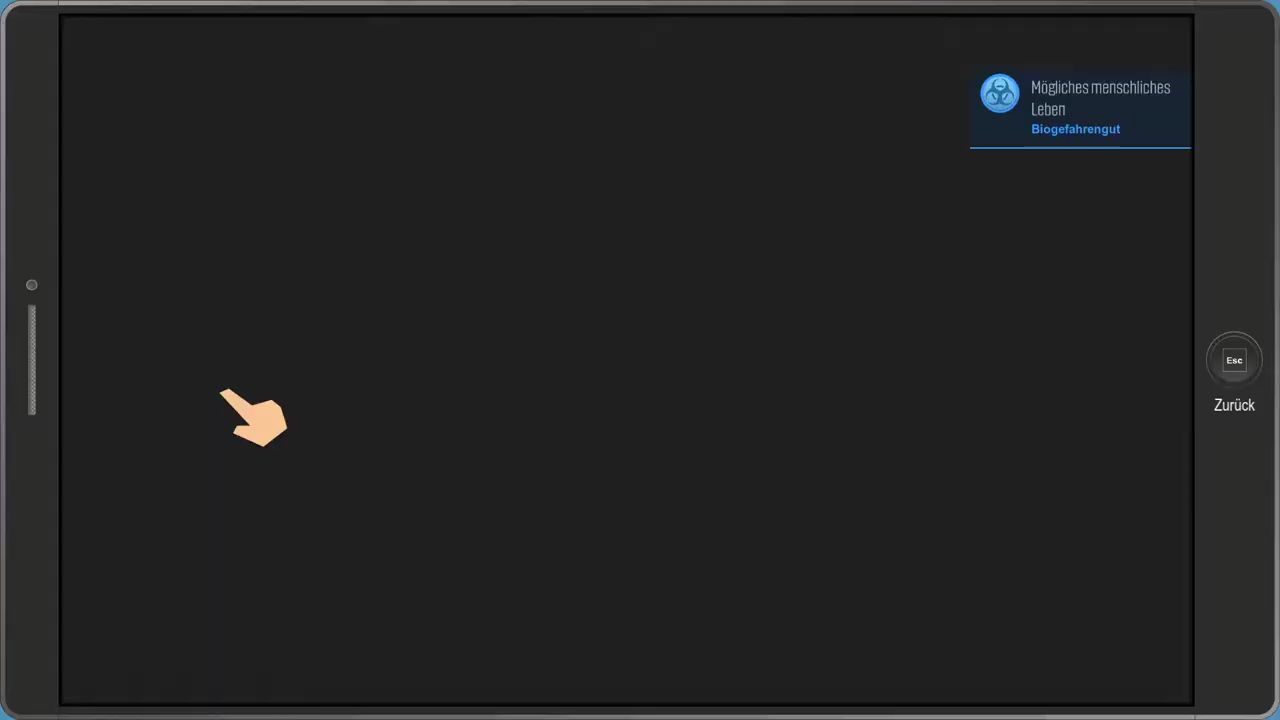 Mögliches menschliches
Leben
Biogefahrengut
Esc
Zurück